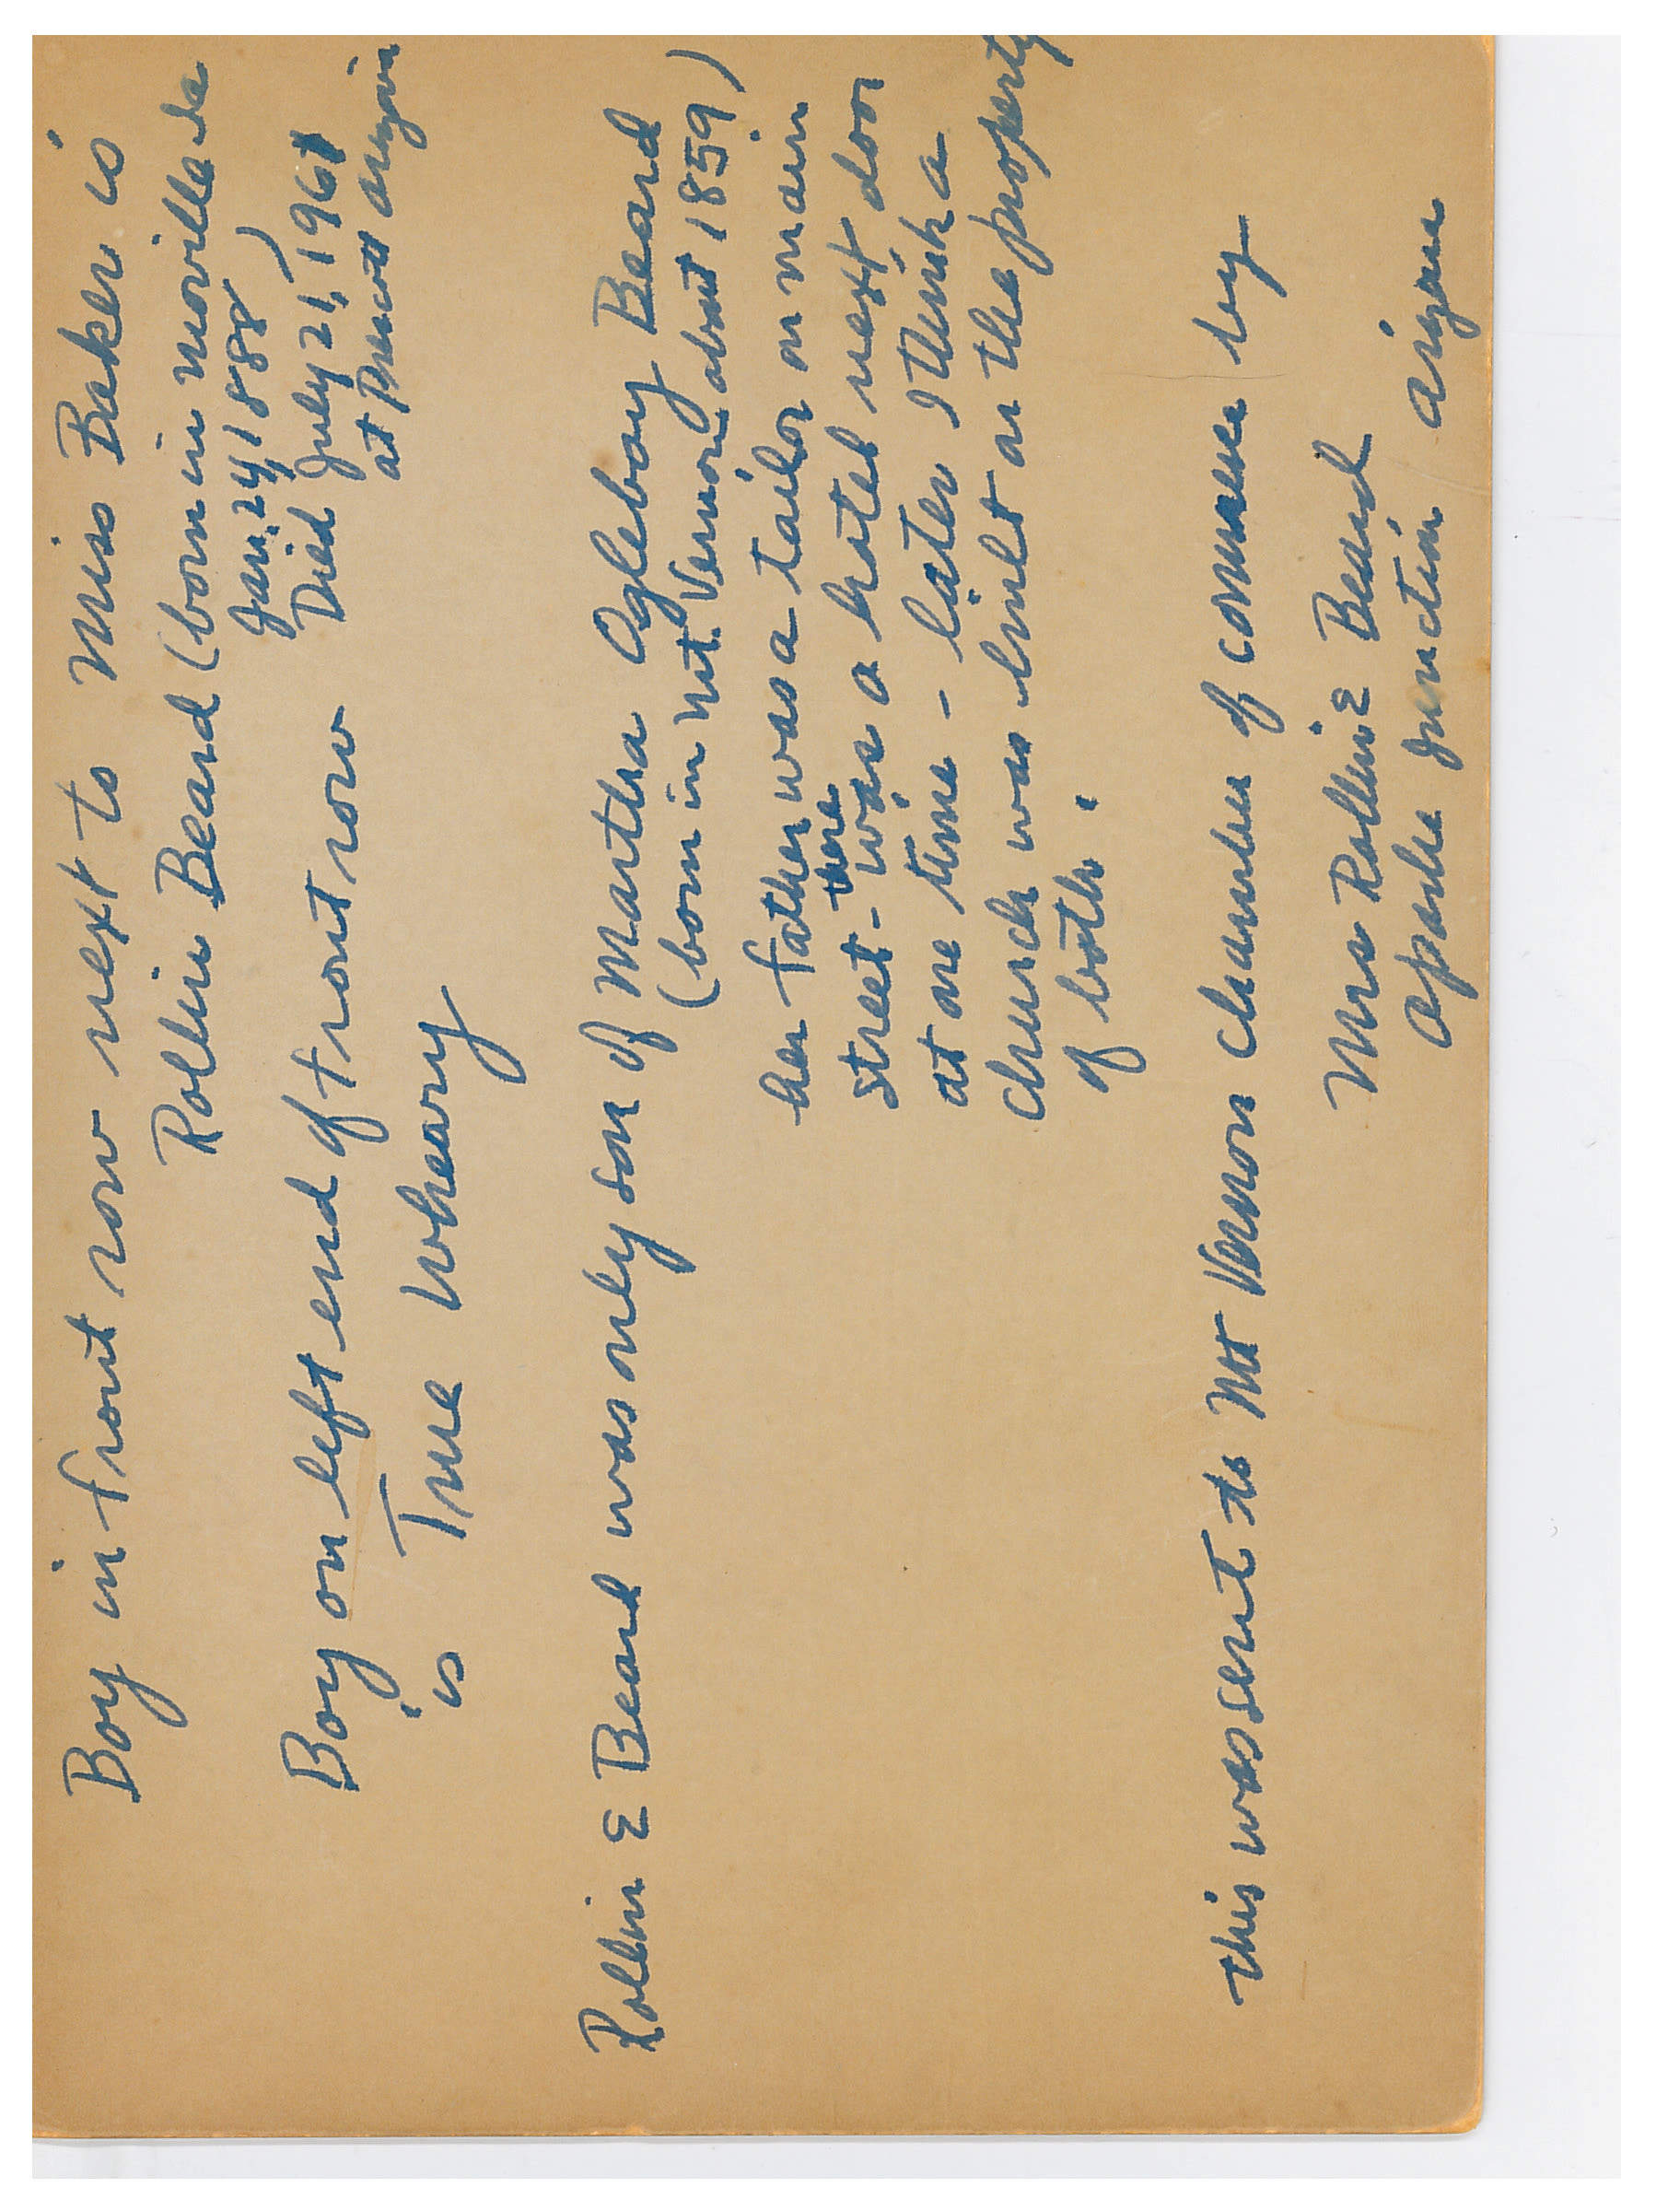 Boy in front row next to Miss Baker is
Rollin Beard (born in Moville Ia
Jan. 24, 1888)
Died July 21, 1961
at Prescott Arizona
Boy on left end of front row
is True Whearry
Rollin E Beard was only son of Martha Oglebay Beard
(born in Mt. Vernon about 1859)
her father was a tailor on main
street - there was a hotel next door
at one time - later I think a
church was built on the property
of both.
This was sent to Mt Vernon Chamber of Commerce by
Mrs Rollin E Beard
Apache Junction Arizona